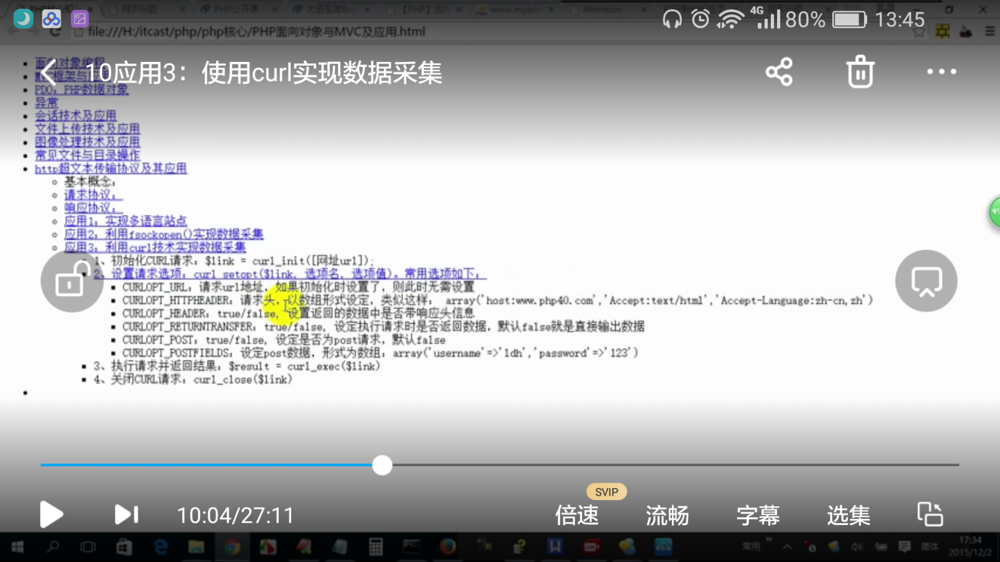 4G
80%
13:45
网页标题
PHP公开课
Attention
file:///H:/itcast/php/php核心/PHP面向对象与MVC及应用.html
10应用3：使用curl实现数据采集
面向对象编程
PDO：PHP数据对象
异常
会话技术及应用
文件上传技术及应用
图像处理技术及应用
常见文件与目录操作
http超文本传输协议及其应用
基本概念：
请求协议：
响应协议：
应用1：实现多语言站点
应用2：利用fsockopen()实现数据采集
应用3：利用curl技术实现数据采集
1、初始化CURL请求：$link = curl_init([网址url]);
2、设置请求选项：curl_setopt($link, 选项名, 选项值)。常用选项如下：
CURLOPT_URL：请求url地址，如果初始化时设置了，则此时无需设置
CURLOPT_HTTPHEADER：请求头，以数组形式设定，类似这样： array('host:www.php40.com','Accept:text/html','Accept-Language:zh-cn,zh')
CURLOPT_HEADER：true/false, 设置返回的数据中是否带响应头信息
CURLOPT_RETURNTRANSFER：true/false, 设定执行请求时是否返回数据，默认false就是直接输出数据
CURLOPT_POST：true/false, 设定是否为post请求，默认false
CURLOPT_POSTFIELDS：设定post数据，形式为数组：array('username'=>'ldh','password'=>'123')
3、执行请求并返回结果：$result = curl_exec($link)
4、关闭CURL请求：curl_close($link)
SVIP
10:04/27:11
倍速
流畅
字幕
选集
常用
简体
17:34
2015/12/2